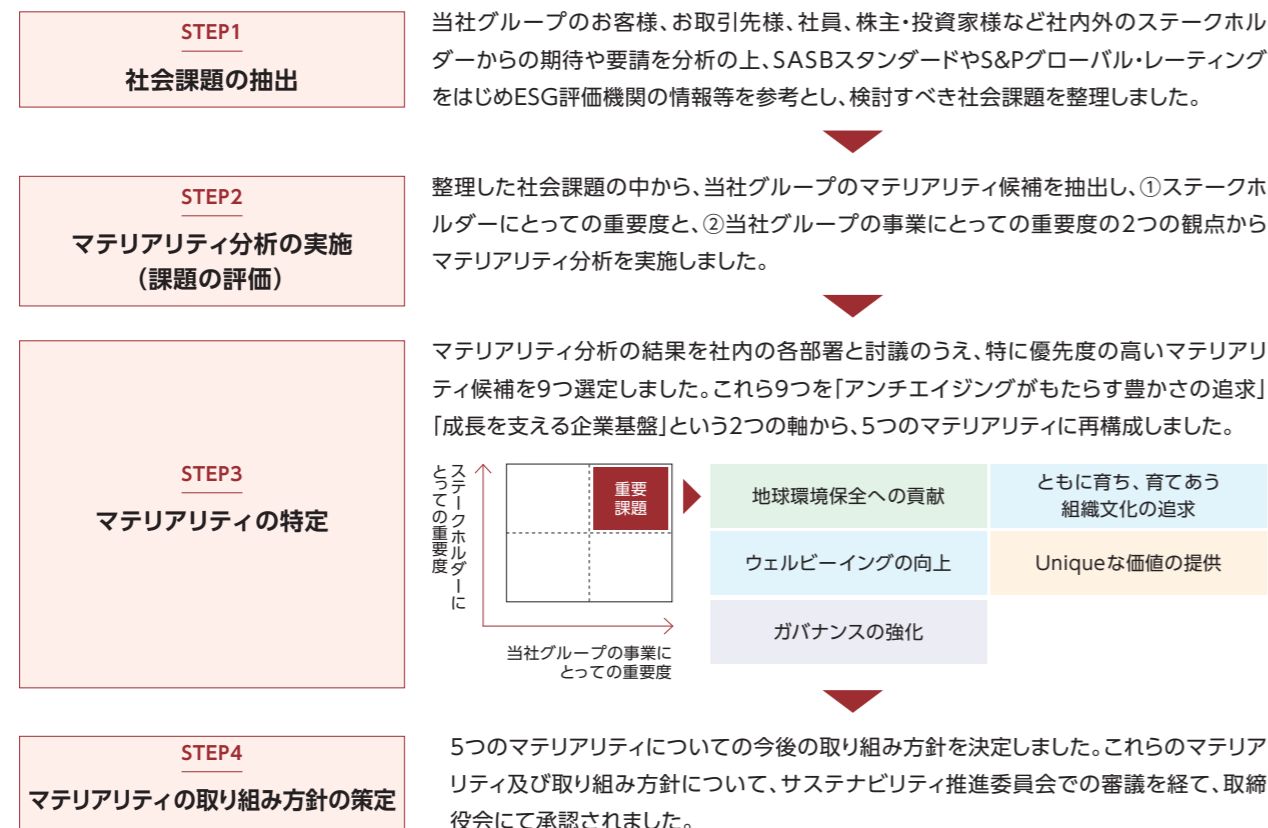 STEP1
社会課題の抽出
当社グループのお客様、お取引先様、社員、株主・投資家様など社内外のステークホル
ダーからの期待や要請を分析の上、SASBスタンダードやS&Pグローバル・レーティング
をはじめESG評価機関の情報等を参考とし、検討すべき社会課題を整理しました。
STEP2
マテリアリティ分析の実施
（課題の評価）
整理した社会課題の中から、当社グループのマテリアリティ候補を抽出し、①ステークホ
ルダーにとっての重要度と、②当社グループの事業にとっての重要度の2つの観点から
マテリアリティ分析を実施しました。
STEP3
マテリアリティの特定
マテリアリティ分析の結果を社内の各部署と討議のうえ、特に優先度の高いマテリアリ
ティ候補を9つ選定しました。これら9つを「アンチエイジングがもたらす豊かさの追求」
「成長を支える企業基盤」という2つの軸から、5つのマテリアリティに再構成しました。
ステークホルダーに
とっての重要度
重要
課題
当社グループの事業に
とっての重要度
地球環境保全への貢献
ともに育ち、育てあう
組織文化の追求
ウェルビーイングの向上
Uniqueな価値の提供
ガバナンスの強化
STEP4
マテリアリティの取り組み方針の策定
5つのマテリアリティについての今後の取り組み方針を決定しました。これらのマテリア
リティ及び取り組み方針について、サステナビリティ推進委員会での審議を経て、取締
役会にて承認されました。